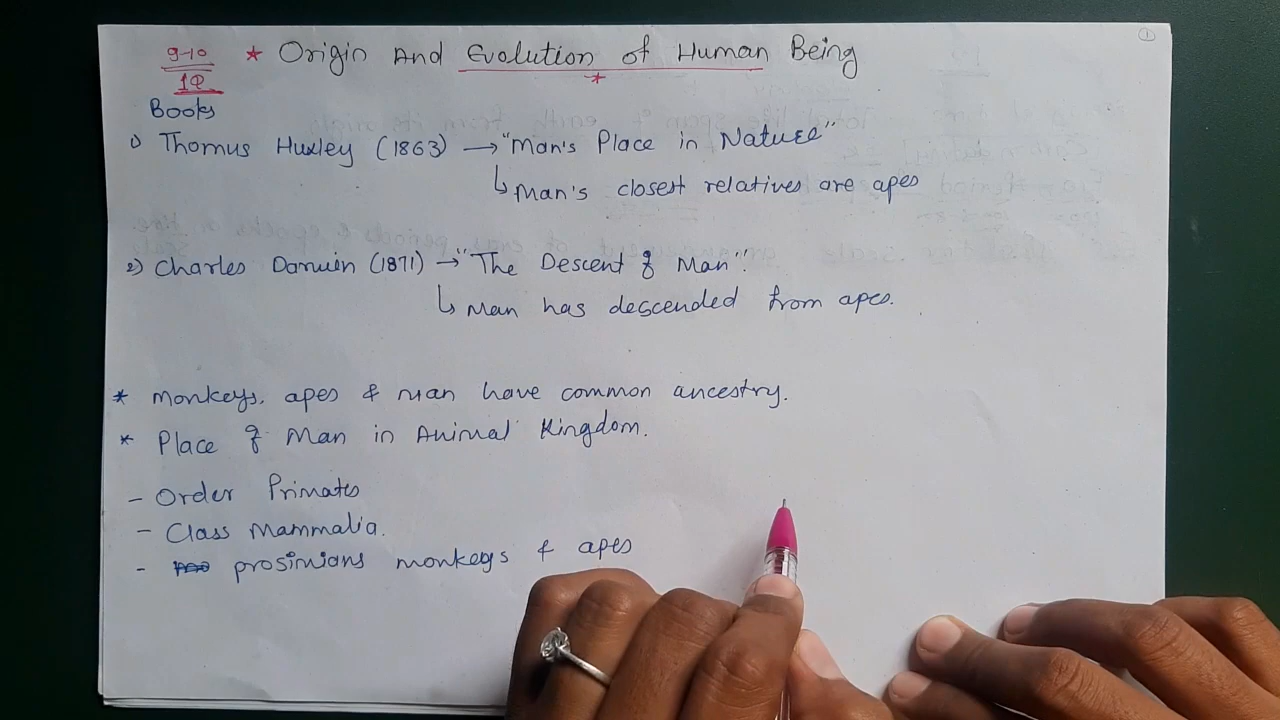 9-10
1Q
* Origin And Evolution of Human Being
*
Books
1) Thomus Huxley (1863) → "Man's Place in Nature"
↳ Man's closest relatives are apes
2) Charles Darwin (1871) → "The Descent of Man".
↳ Man has descended from apes.
* monkeys, apes & man have common ancestry.
* Place of Man in Animal Kingdom.
- Order Primates
- Class Mammalia.
- prosimians monkeys & apes
1